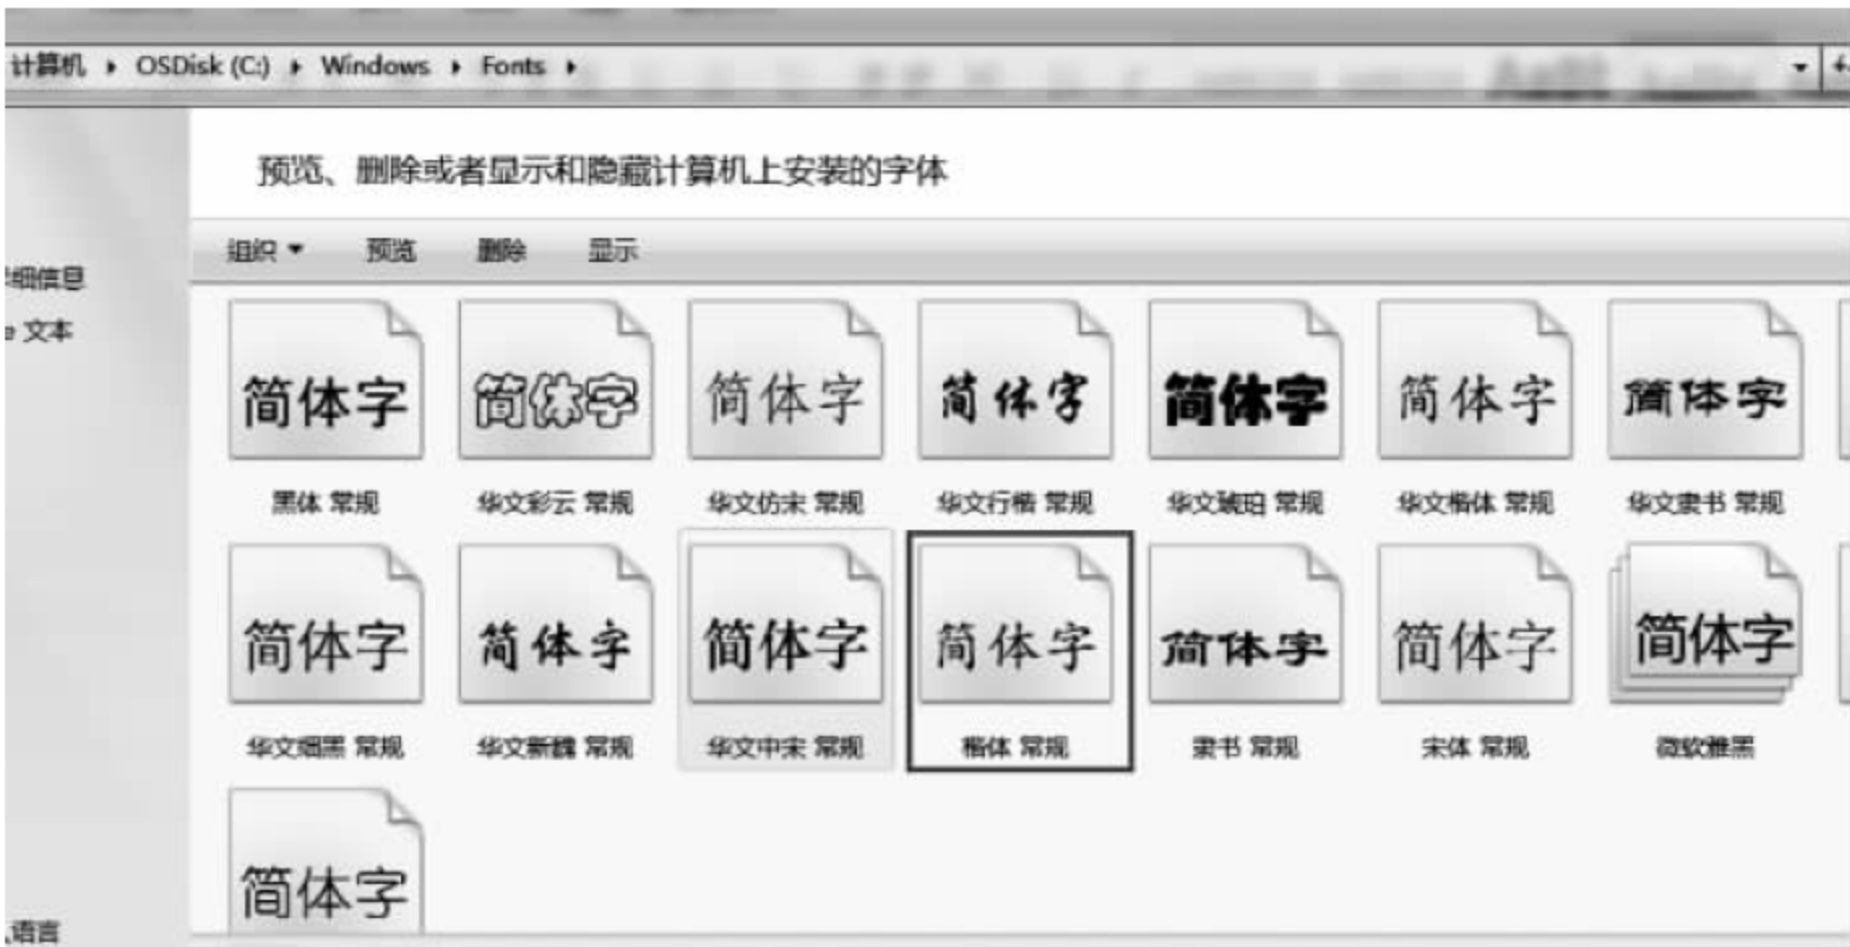 计算机 ▸ OSDisk (C:) ▸ Windows ▸ Fonts ▸
预览、删除或者显示和隐藏计算机上安装的字体
组织 预览 删除 显示
细信息
文本
简体字 简体字 简体字 简体字 简体字 简体字 简体字
黑体 常规 华文彩云 常规 华文仿宋 常规 华文行楷 常规 华文琥珀 常规 华文楷体 常规 华文隶书 常规
简体字 简体字 简体字 简体字 简体字 简体字 简体字
华文细黑 常规 华文新魏 常规 华文中宋 常规 楷体 常规 隶书 常规 宋体 常规 微软雅黑
简体字
语言